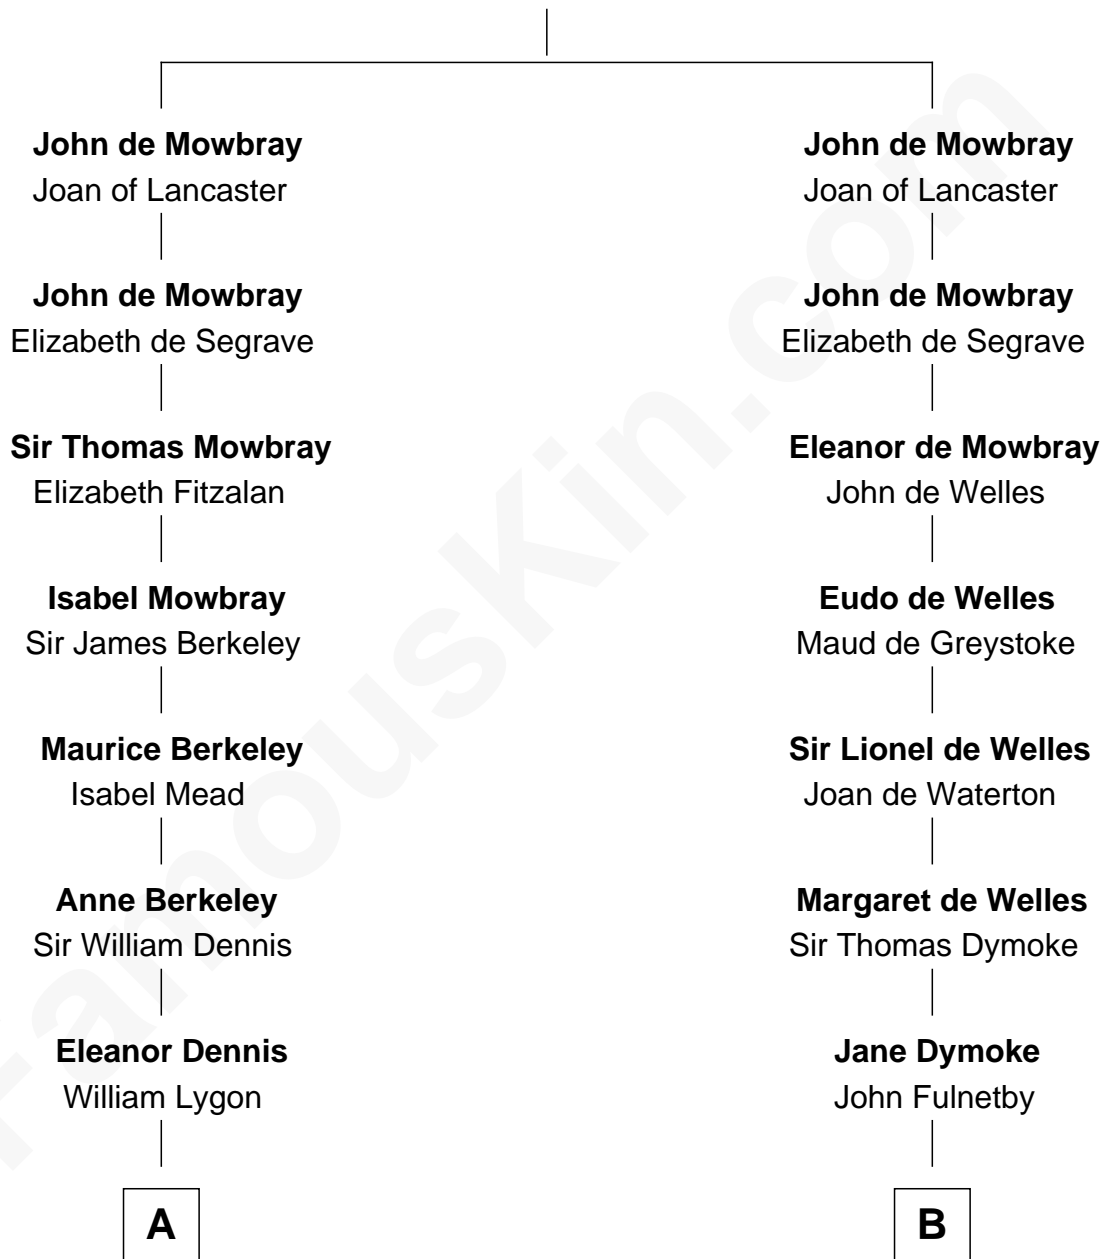 John de Mowbray
Joan of Lancaster
John de Mowbray
Joan of Lancaster
John de Mowbray
Elizabeth de Segrave
John de Mowbray
Elizabeth de Segrave
Sir Thomas Mowbray
Elizabeth Fitzalan
Eleanor de Mowbray
John de Welles
Isabel Mowbray
Sir James Berkeley
Eudo de Welles
Maud de Greystoke
Maurice Berkeley
Isabel Mead
Sir Lionel de Welles
Joan de Waterton
Anne Berkeley
Sir William Dennis
Margaret de Welles
Sir Thomas Dymoke
Eleanor Dennis
William Lygon
Jane Dymoke
John Fulnetby
A
B
FamousKin.com